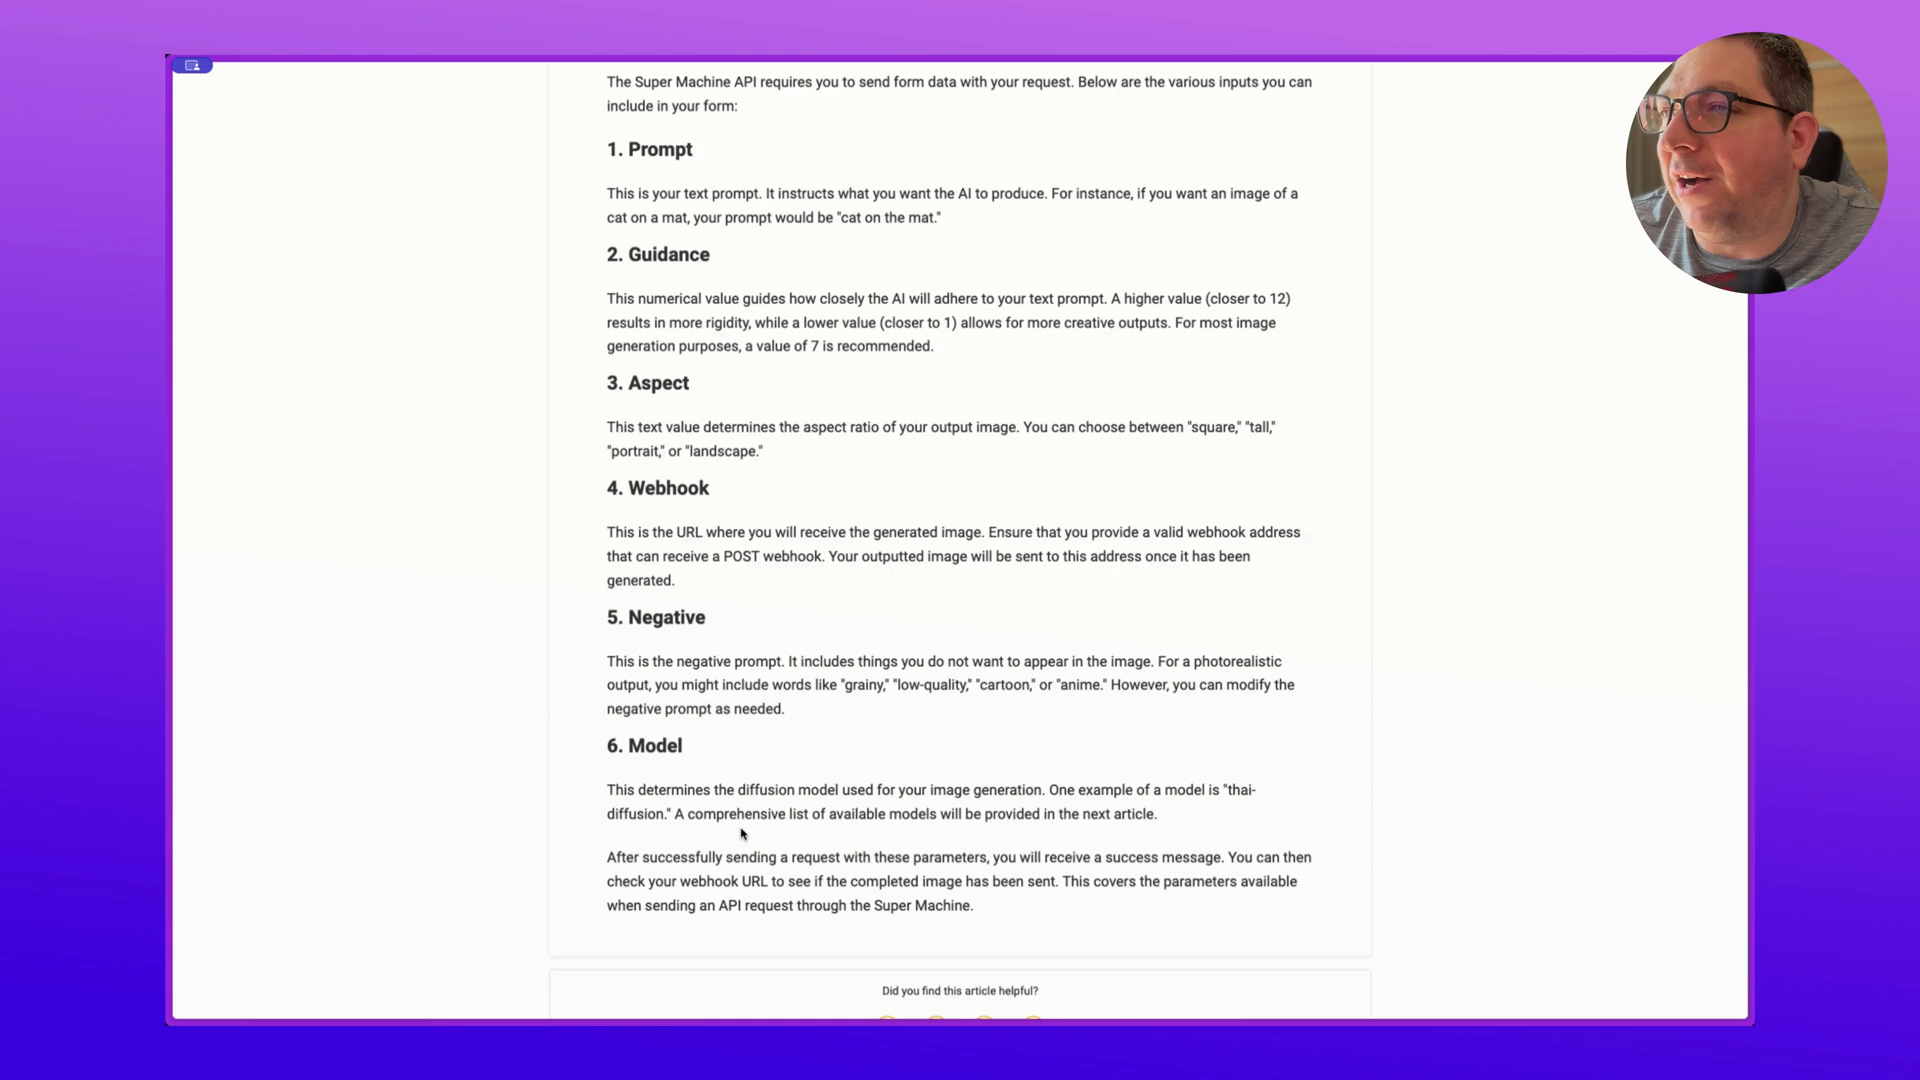 The Super Machine API requires you to send form data with your request. Below are the various inputs you can
include in your form:
1. Prompt
This is your text prompt. It instructs what you want the AI to produce. For instance, if you want an image of a
cat on a mat, your prompt would be "cat on the mat."
2. Guidance
This numerical value guides how closely the AI will adhere to your text prompt. A higher value (closer to 12)
results in more rigidity, while a lower value (closer to 1) allows for more creative outputs. For most image
generation purposes, a value of 7 is recommended.
3. Aspect
This text value determines the aspect ratio of your output image. You can choose between "square," "tall,"
"portrait," or "landscape."
4. Webhook
This is the URL where you will receive the generated image. Ensure that you provide a valid webhook address
that can receive a POST webhook. Your outputted image will be sent to this address once it has been
generated.
5. Negative
This is the negative prompt. It includes things you do not want to appear in the image. For a photorealistic
output, you might include words like "grainy," "low-quality," "cartoon," or "anime." However, you can modify the
negative prompt as needed.
6. Model
This determines the diffusion model used for your image generation. One example of a model is "thai-
diffusion." A comprehensive list of available models will be provided in the next article.
After successfully sending a request with these parameters, you will receive a success message. You can then
check your webhook URL to see if the completed image has been sent. This covers the parameters available
when sending an API request through the Super Machine.
Did you find this article helpful?